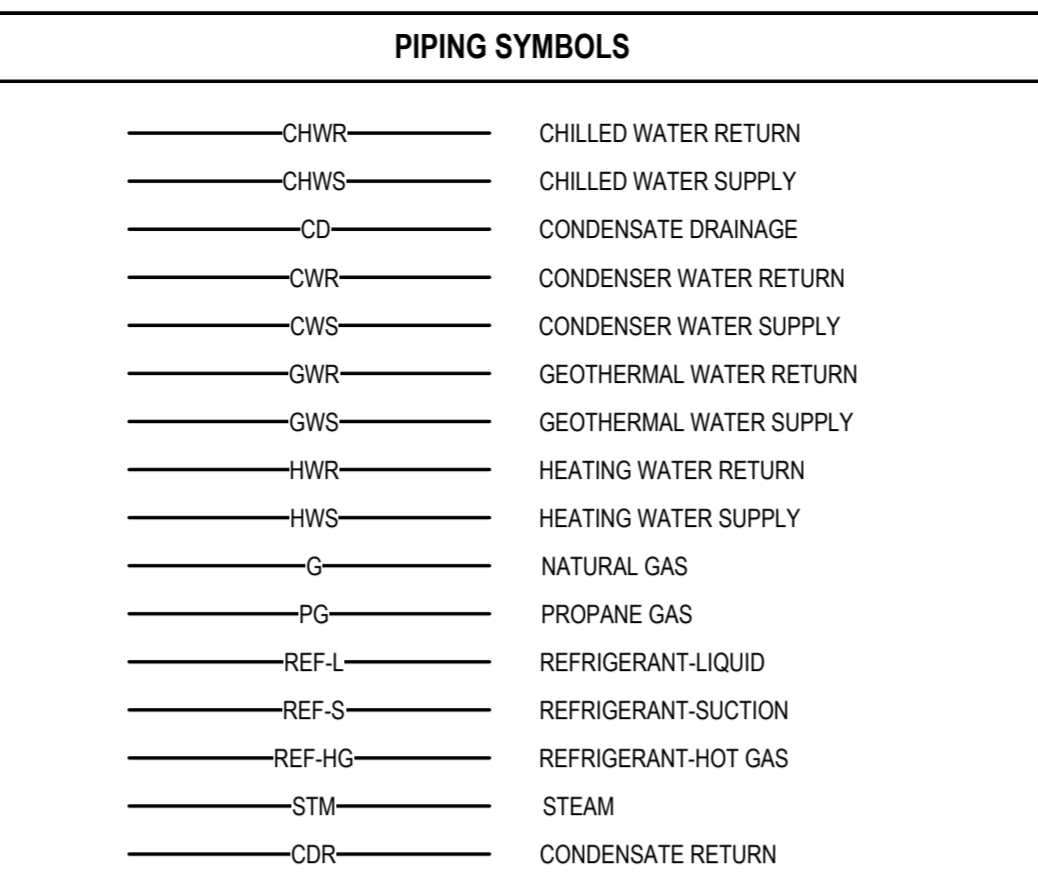 PIPING SYMBOLS
CHWR CHILLED WATER RETURN
CHWS CHILLED WATER SUPPLY
CD CONDENSATE DRAINAGE
CWR CONDENSER WATER RETURN
CWS CONDENSER WATER SUPPLY
GWR GEOTHERMAL WATER RETURN
GWS GEOTHERMAL WATER SUPPLY
HWR HEATING WATER RETURN
HWS HEATING WATER SUPPLY
G NATURAL GAS
PG PROPANE GAS
REF-L REFRIGERANT-LIQUID
REF-S REFRIGERANT-SUCTION
REF-HG REFRIGERANT-HOT GAS
STM STEAM
CDR CONDENSATE RETURN